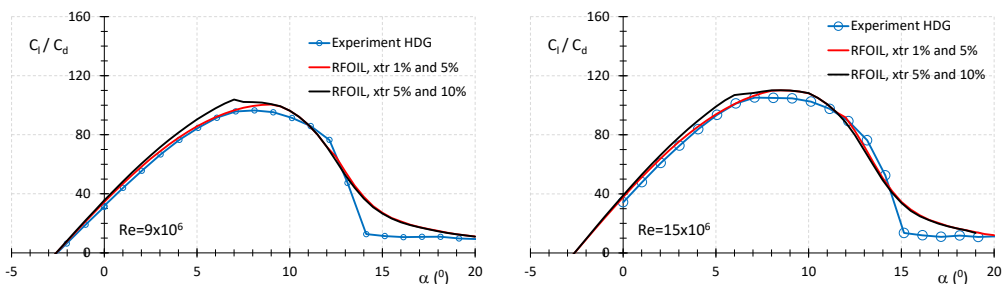 160
120
80
40
0
-5 0 5 10 15 20
Cl / Cd
α (⁰)
Experiment HDG
RFOIL, xtr 1% and 5%
RFOIL, xtr 5% and 10%
Re=9x10⁶
160
120
80
40
0
-5 0 5 10 15 20
Cl / Cd
α (⁰)
Experiment HDG
RFOIL, xtr 1% and 5%
RFOIL, xtr 5% and 10%
Re=15x10⁶